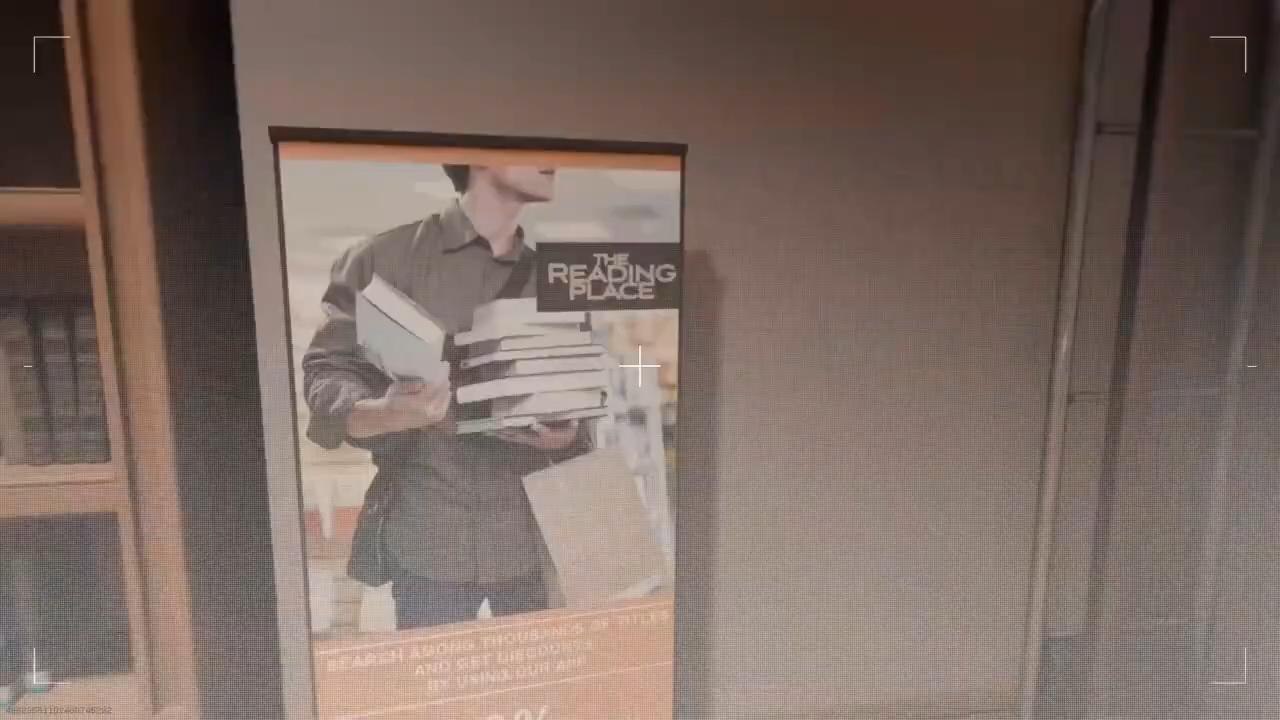 THE
READING
PLACE
SEARCH AMONG THOUSANDS OF TITLES
AND GET DISCOUNTS
BY USING OUR APP
%